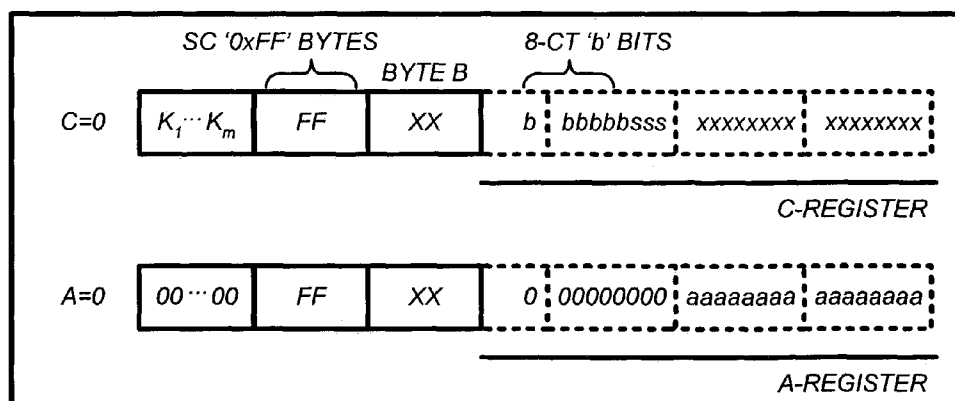 SC '0xFF' BYTES 8-CT 'b' BITS
BYTE B
C=0 K₁ ··· Kₘ FF XX b bbbbbsss xxxxxxxx xxxxxxxx
C-REGISTER
A=0 00 ··· 00 FF XX 0 00000000 aaaaaaaa aaaaaaaa
A-REGISTER